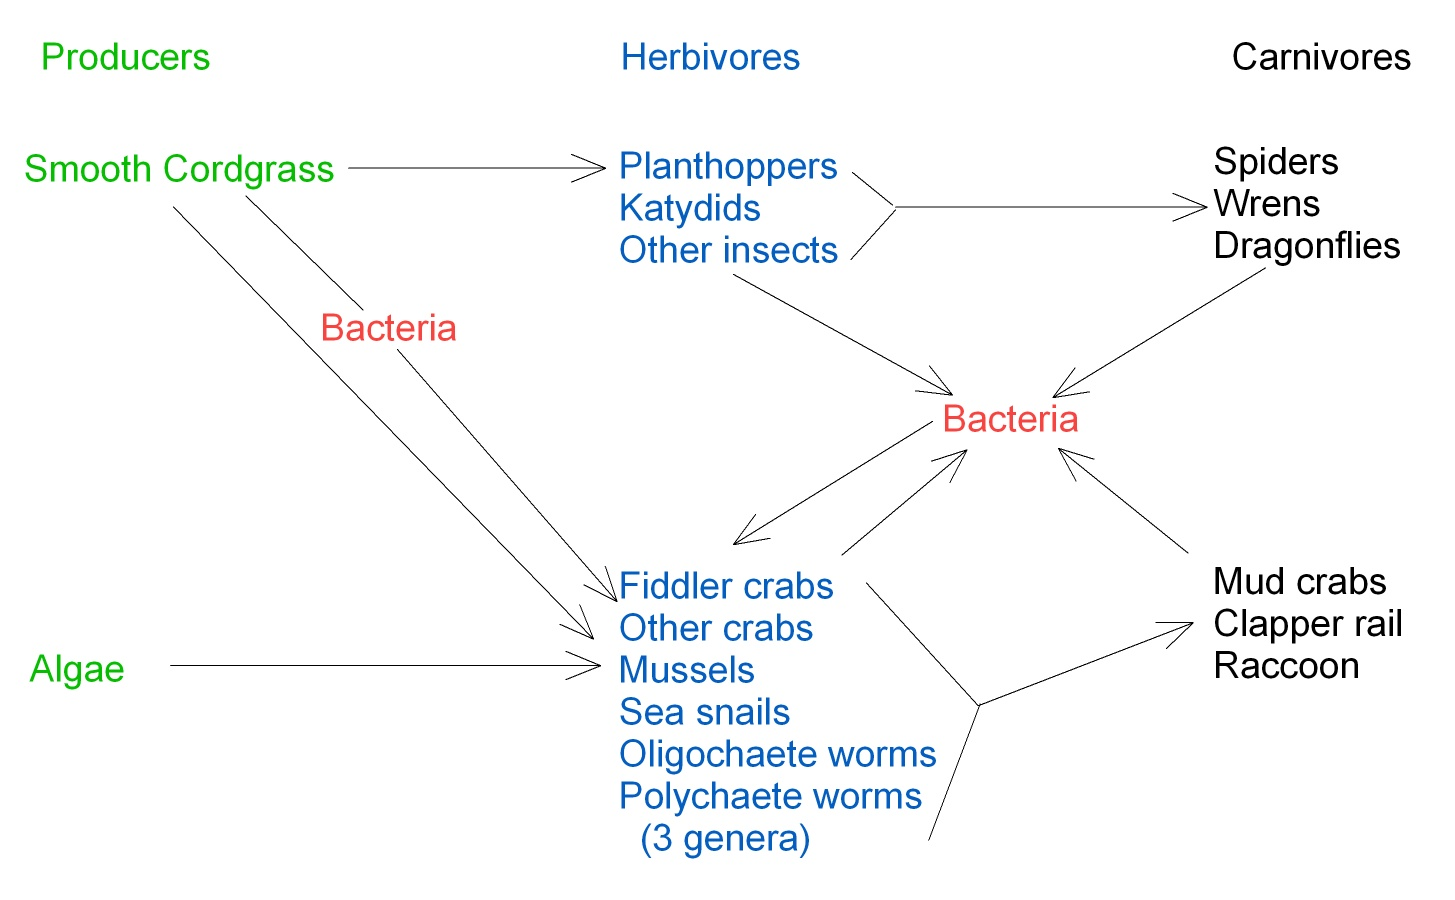 Producers
Herbivores
Carnivores
Smooth Cordgrass
Planthoppers
Katydids
Other insects
Spiders
Wrens
Dragonflies
Bacteria
Bacteria
Algae
Fiddler crabs
Other crabs
Mussels
Sea snails
Oligochaete worms
Polychaete worms
(3 genera)
Mud crabs
Clapper rail
Raccoon